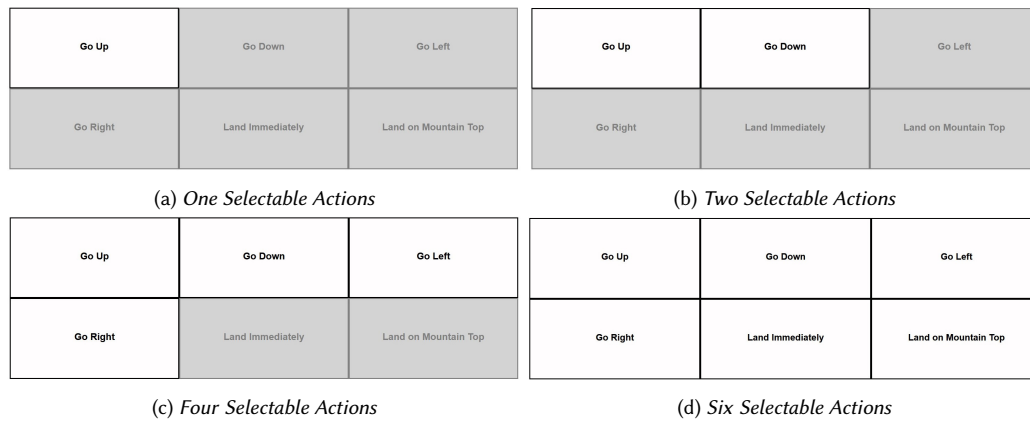 Go Up Go Down Go Left
Go Right Land Immediately Land on Mountain Top
(a) One Selectable Actions
Go Up Go Down Go Left
Go Right Land Immediately Land on Mountain Top
(b) Two Selectable Actions
Go Up Go Down Go Left
Go Right Land Immediately Land on Mountain Top
(c) Four Selectable Actions
Go Up Go Down Go Left
Go Right Land Immediately Land on Mountain Top
(d) Six Selectable Actions